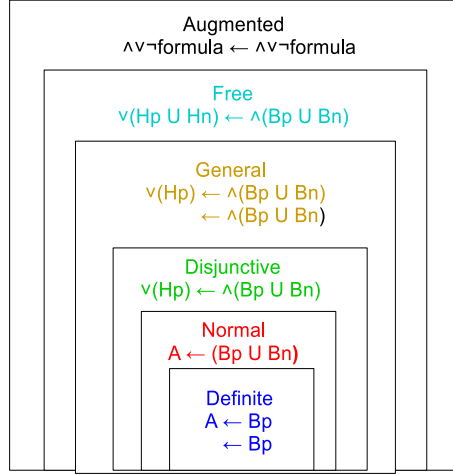 Augmented
∧∨¬formula ← ∧∨¬formula
Free
∨(Hp U Hn) ← ∧(Bp U Bn)
General
∨(Hp) ← ∧(Bp U Bn)
← ∧(Bp U Bn)
Disjunctive
∨(Hp) ← ∧(Bp U Bn)
Normal
A ← (Bp U Bn)
Definite
A ← Bp
← Bp